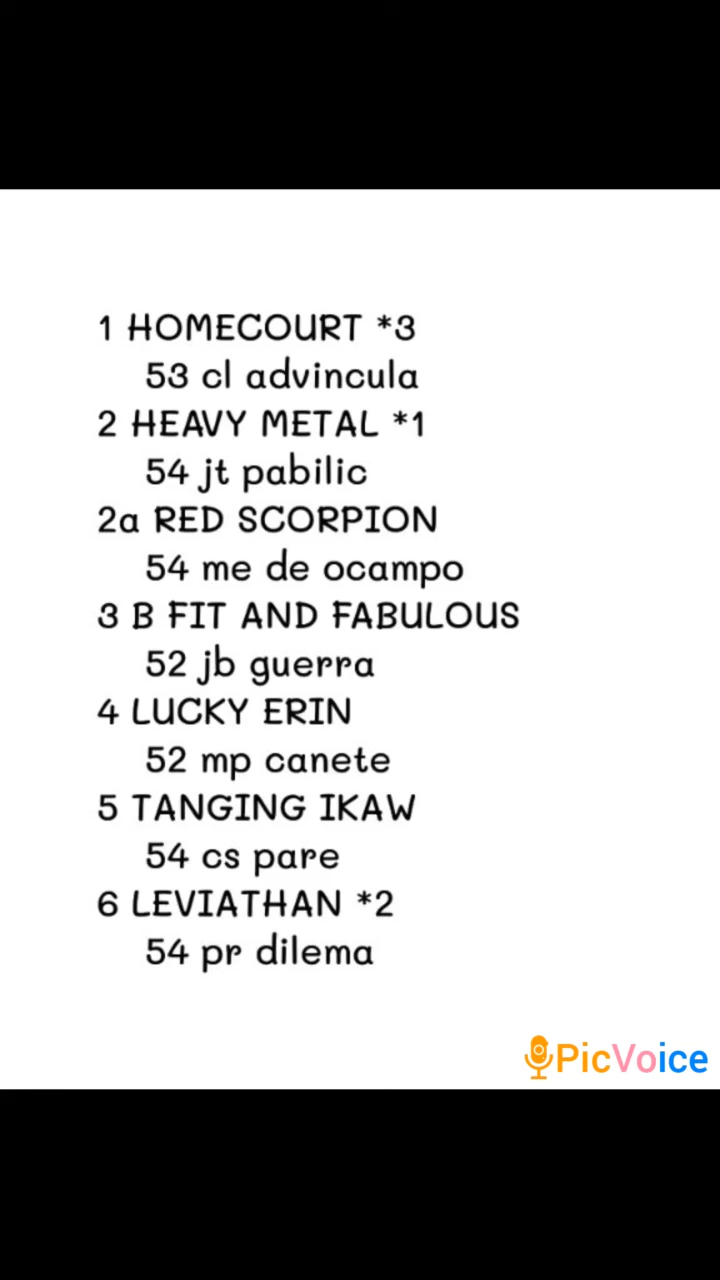 1 HOMECOURT *3
53 cl advincula
2 HEAVY METAL *1
54 jt pabilic
2a RED SCORPION
54 me de ocampo
3 B FIT AND FABULOUS
52 jb guerra
4 LUCKY ERIN
52 mp canete
5 TANGING IKAW
54 cs pare
6 LEVIATHAN *2
54 pr dilema
PicVoice